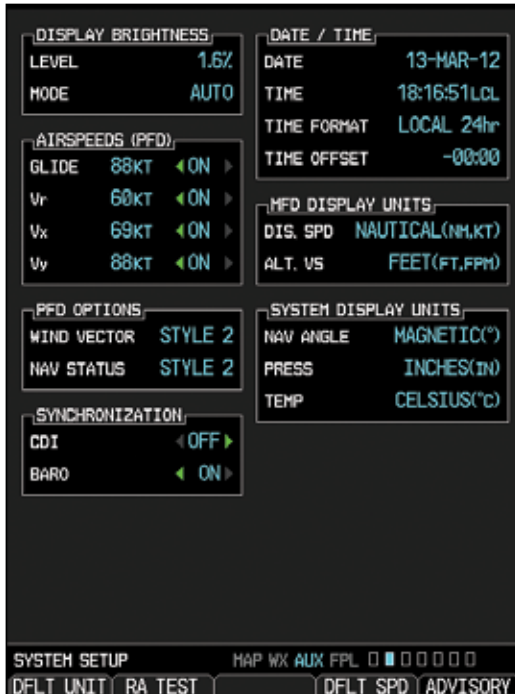 DISPLAY BRIGHTNESS
LEVEL 1.6%
MODE AUTO
AIRSPEEDS (PFD)
GLIDE 88KT ON
Vr 60KT ON
Vx 69KT ON
Vy 88KT ON
PFD OPTIONS
WIND VECTOR STYLE 2
NAV STATUS STYLE 2
SYNCHRONIZATION
CDI OFF
BARO ON
DATE / TIME
DATE 13-MAR-12
TIME 18:16:51LCL
TIME FORMAT LOCAL 24hr
TIME OFFSET -00:00
MFD DISPLAY UNITS
DIS, SPD NAUTICAL(NM,KT)
ALT, VS FEET(FT,FPM)
SYSTEM DISPLAY UNITS
NAV ANGLE MAGNETIC(°)
PRESS INCHES(IN)
TEMP CELSIUS(°C)
SYSTEM SETUP MAP WX AUX FPL
DFLT UNIT RA TEST DFLT SPD ADVISORY